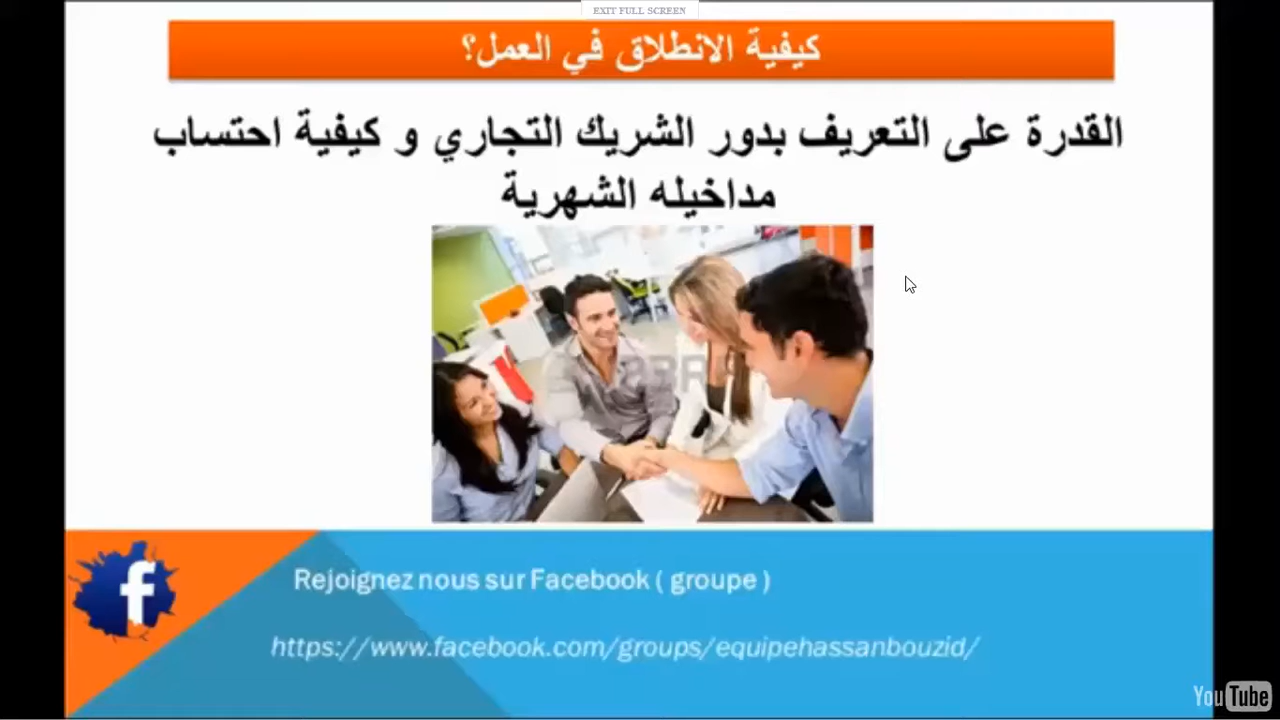 EXIT FULL SCREEN
كيفية الانطلاق في العمل؟
القدرة على التعريف بدور الشريك التجاري و كيفية احتساب
مداخيله الشهرية
Rejoignez nous sur Facebook ( groupe )
https://www.facebook.com/groups/equipehassanbouzid/
YouTube